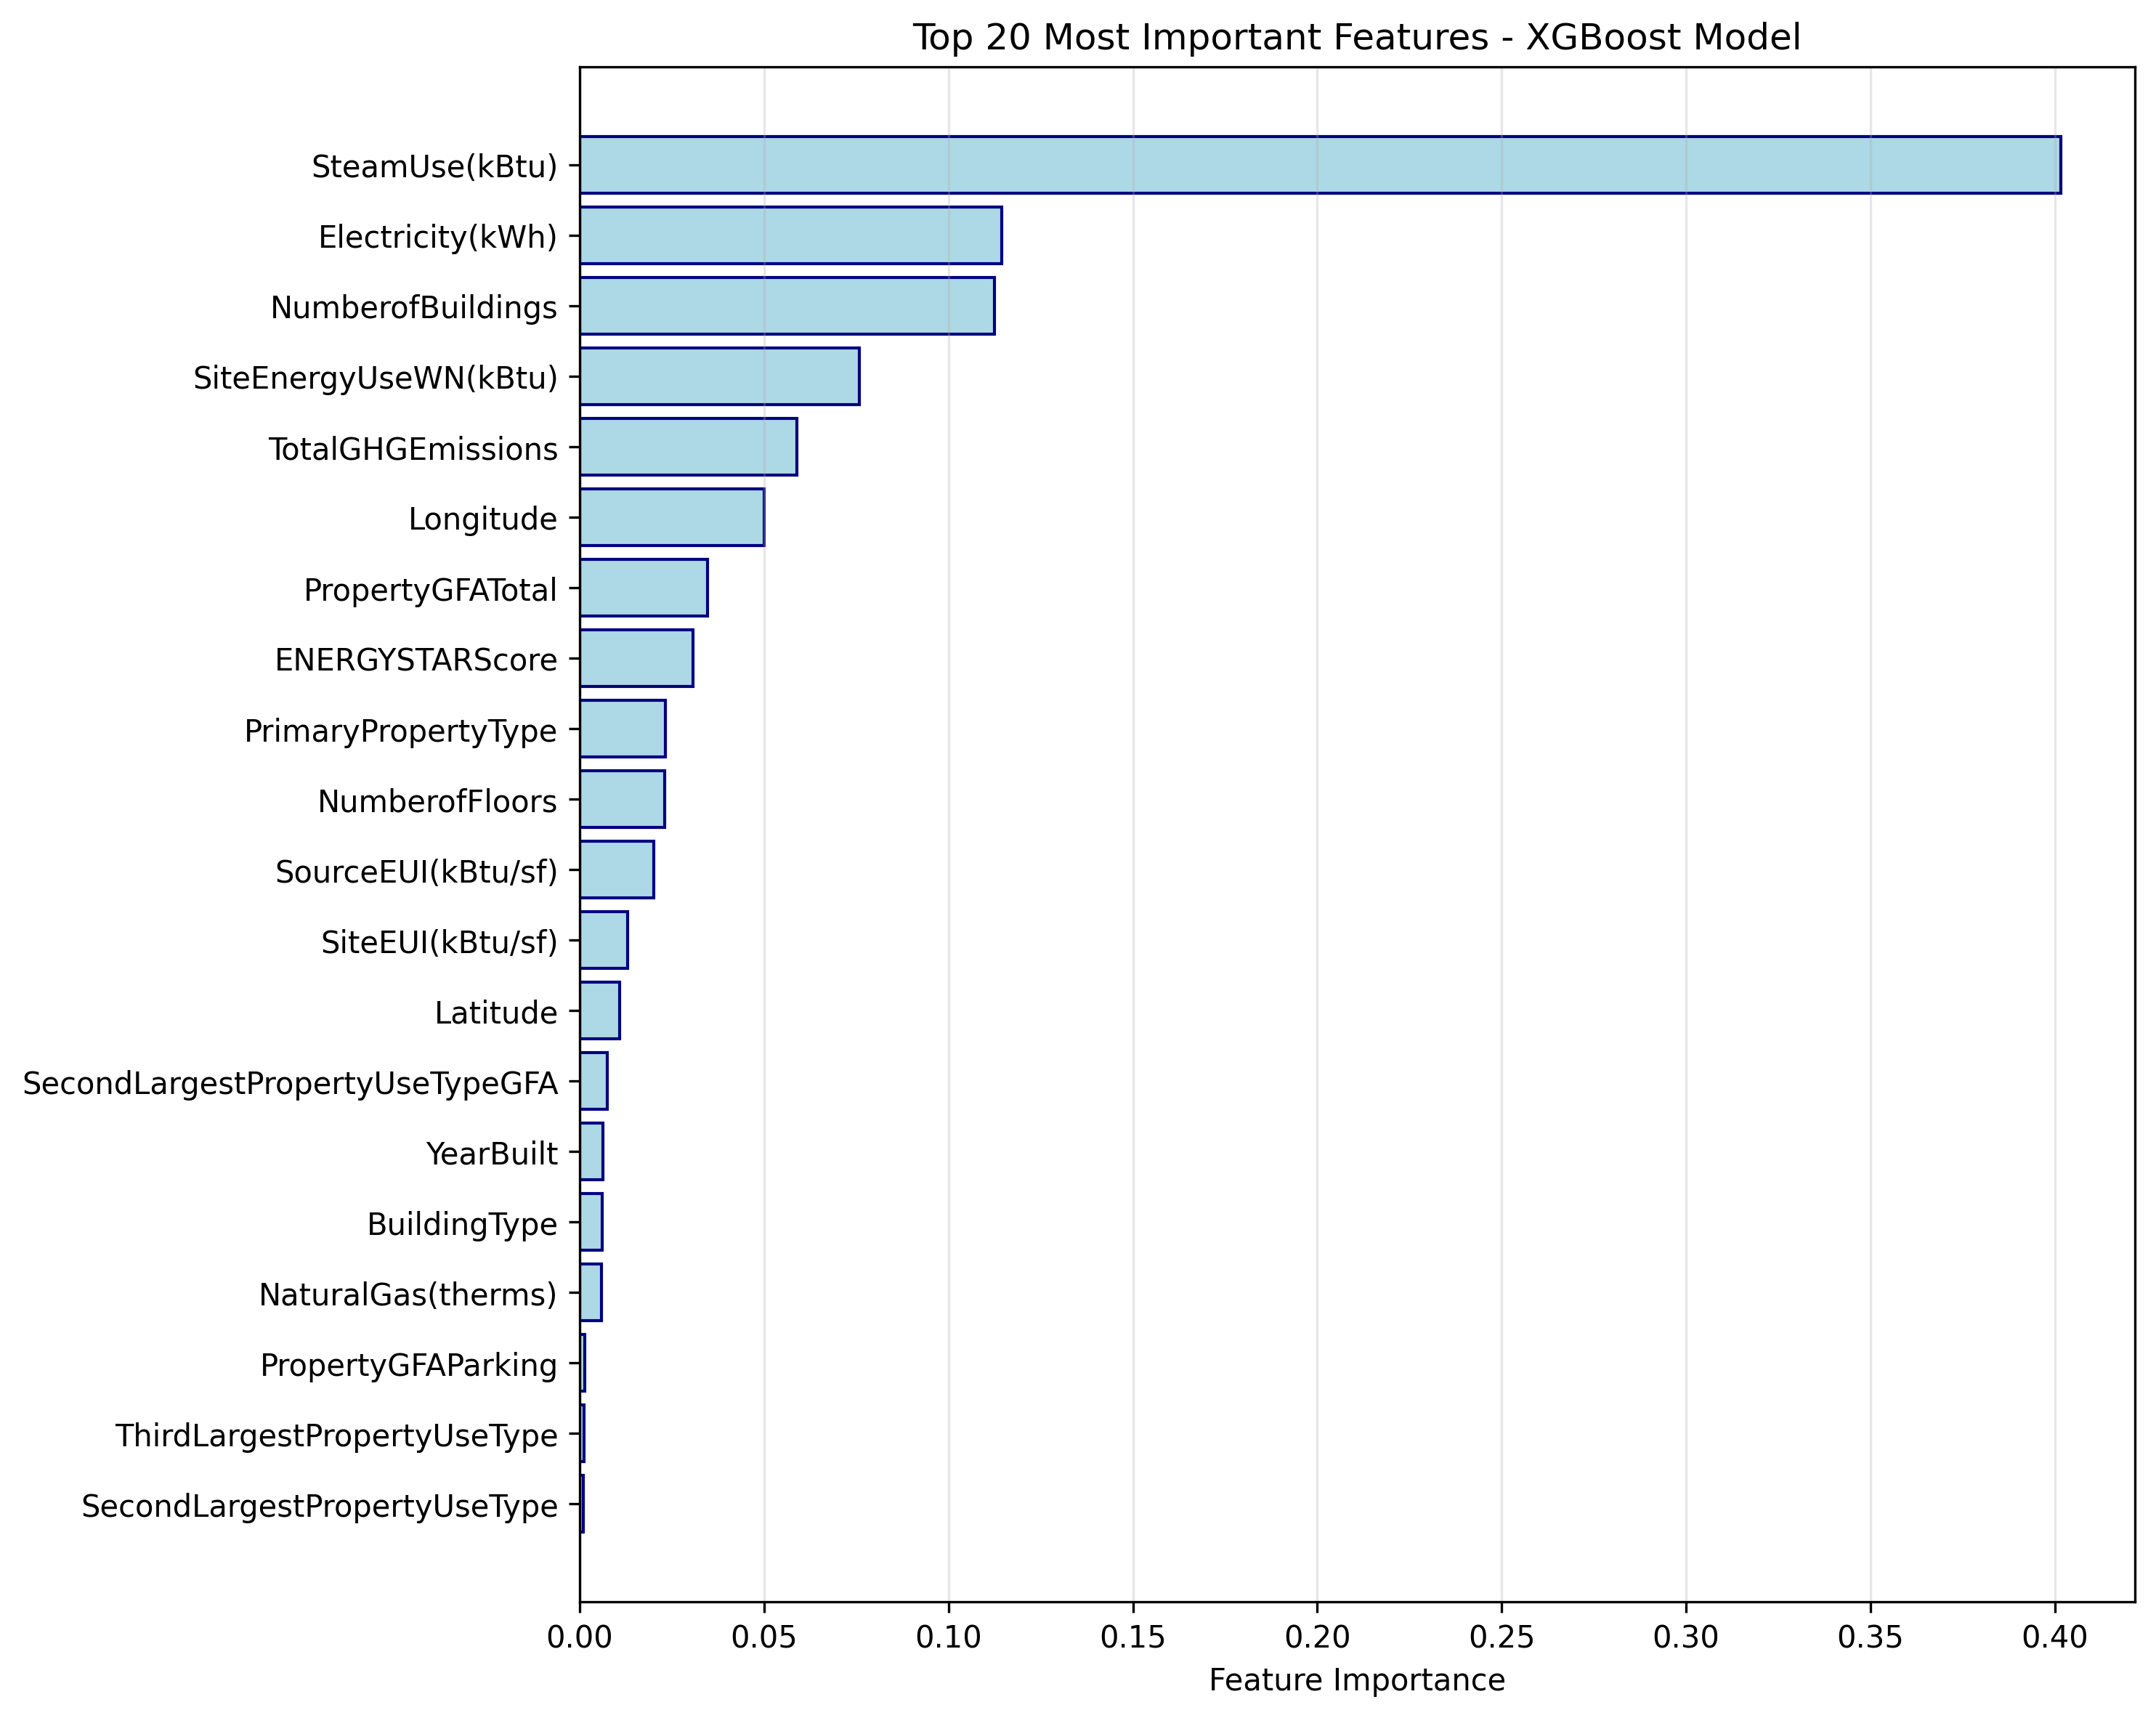 Top 20 Most Important Features - XGBoost Model
SteamUse(kBtu)
Electricity(kWh)
NumberofBuildings
SiteEnergyUseWN(kBtu)
TotalGHGEmissions
Longitude
PropertyGFATotal
ENERGYSTARScore
PrimaryPropertyType
NumberofFloors
SourceEUI(kBtu/sf)
SiteEUI(kBtu/sf)
Latitude
SecondLargestPropertyUseTypeGFA
YearBuilt
BuildingType
NaturalGas(therms)
PropertyGFAParking
ThirdLargestPropertyUseType
SecondLargestPropertyUseType
0.00 0.05 0.10 0.15 0.20 0.25 0.30 0.35 0.40
Feature Importance